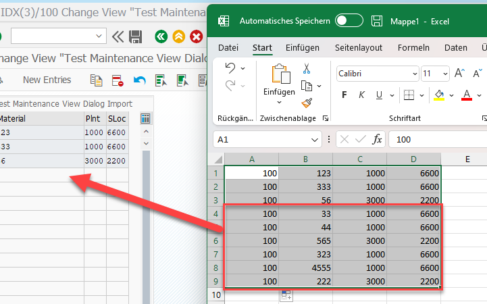 IDX(3)/100 Change View "Test Maintenance
hange View "Test Maintenance View Dialo
New Entries
est Maintenance View Dialog Import
Material Plnt SLoc
23 1000 6600
33 1000 6600
6 3000 2200
Automatisches Speichern Mappe1 - Excel
Datei Start Einfügen Seitenlayout Formeln Daten Ü
Einfügen
Calibri 11
F K U
Rückgän... Zwischenablage Schriftart
A1 fx 100
A B C D E
1 100 123 1000 6600
2 100 333 1000 6600
3 100 56 3000 2200
4 100 33 1000 6600
5 100 44 1000 6600
6 100 565 3000 2200
7 100 323 1000 6600
8 100 4555 1000 6600
9 100 222 3000 2200
10